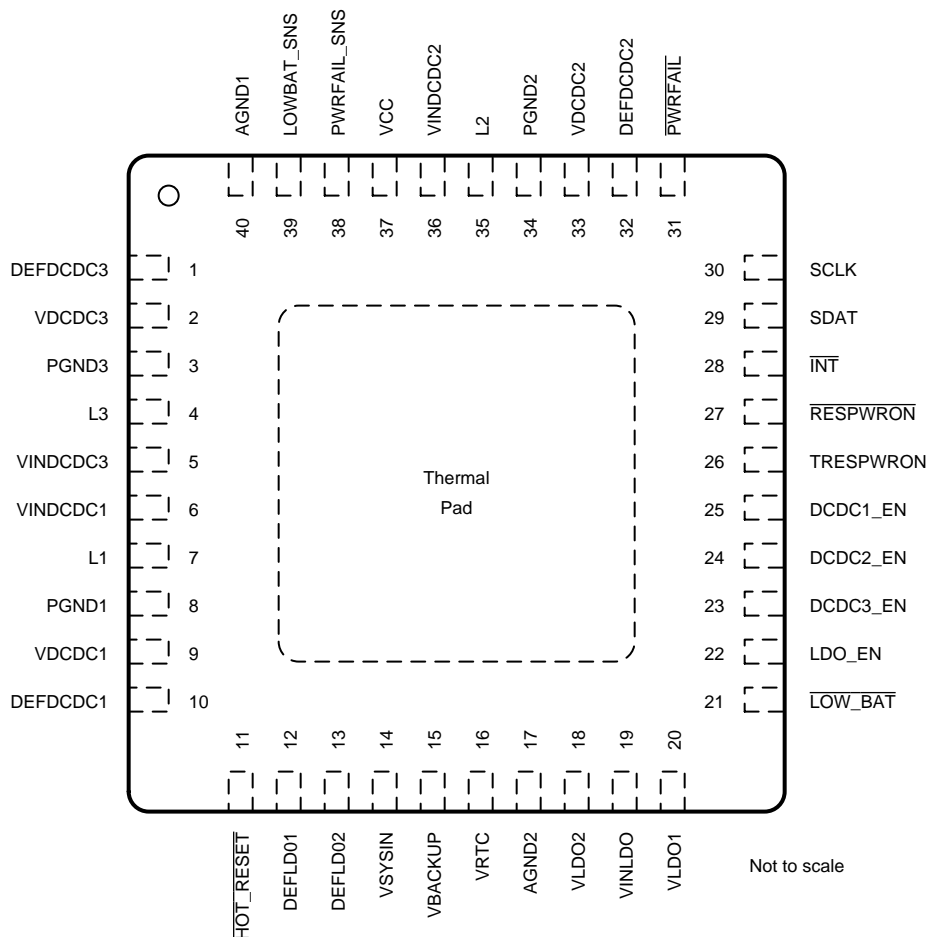 AGND1
LOWBAT_SNS
PWRFAIL_SNS
VCC
VINDCDC2
L2
PGND2
VDCDC2
DEFDCDC2
PWRFAIL
40
39
38
37
36
35
34
33
32
31
DEFDCDC3 1
VDCDC3 2
PGND3 3
L3 4
VINDCDC3 5
VINDCDC1 6
L1 7
PGND1 8
VDCDC1 9
DEFDCDC1 10
Thermal
Pad
30 SCLK
29 SDAT
28 INT
27 RESPWRON
26 TRESPWRON
25 DCDC1_EN
24 DCDC2_EN
23 DCDC3_EN
22 LDO_EN
21 LOW_BAT
11
12
13
14
15
16
17
18
19
20
HOT_RESET
DEFLD01
DEFLD02
VSYSIN
VBACKUP
VRTC
AGND2
VLDO2
VINLDO
VLDO1
Not to scale